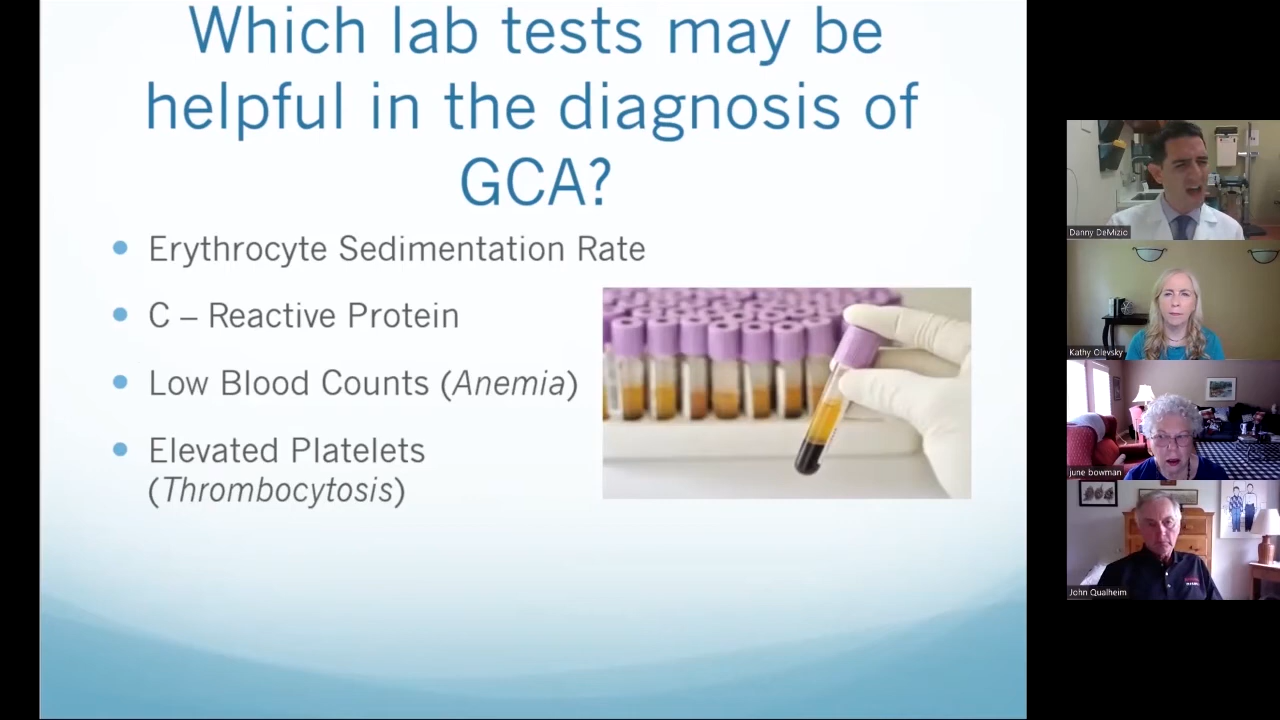 Which lab tests may be
helpful in the diagnosis of
GCA?
• Erythrocyte Sedimentation Rate
• C – Reactive Protein
• Low Blood Counts (Anemia)
• Elevated Platelets
(Thrombocytosis)
Danny DeMizio
Kathy Olevsky
june bowman
John Qualheim